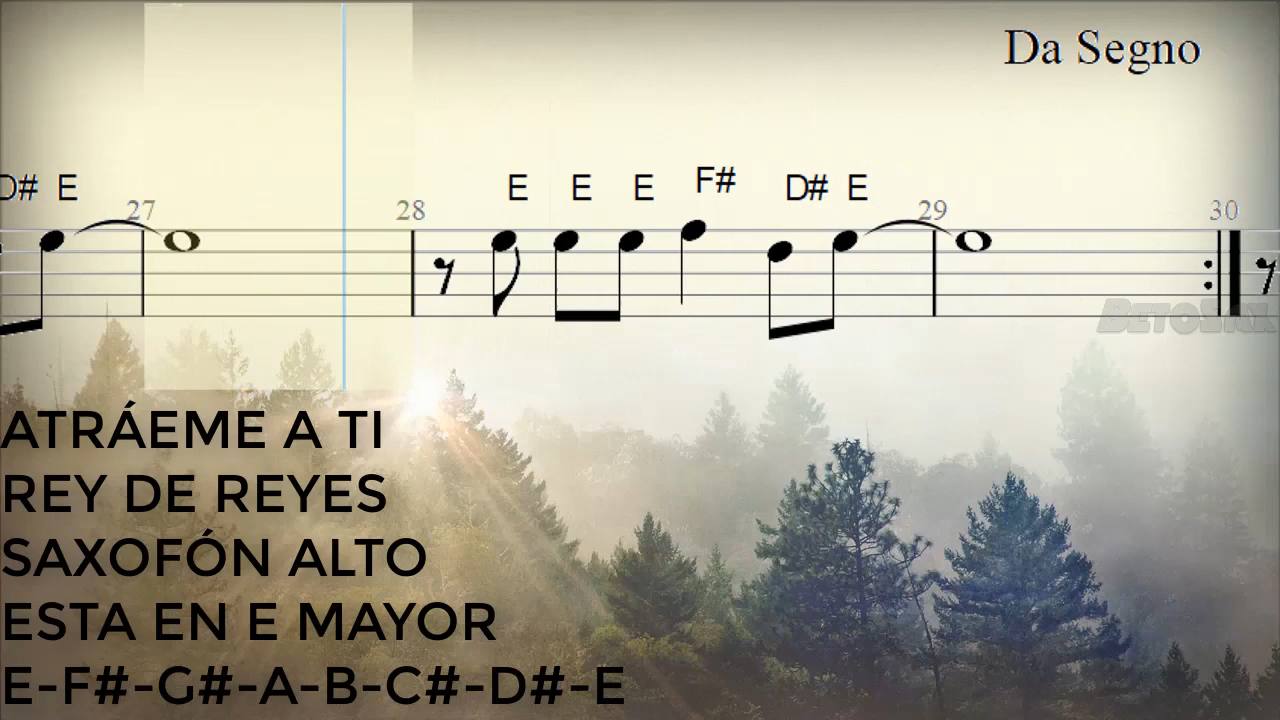 Da Segno
D# E E E E F# D# E
27 28 29 30
ATRÁEME A TI
REY DE REYES
SAXOFÓN ALTO
ESTA EN E MAYOR
E-F#-G#-A-B-C#-D#-E